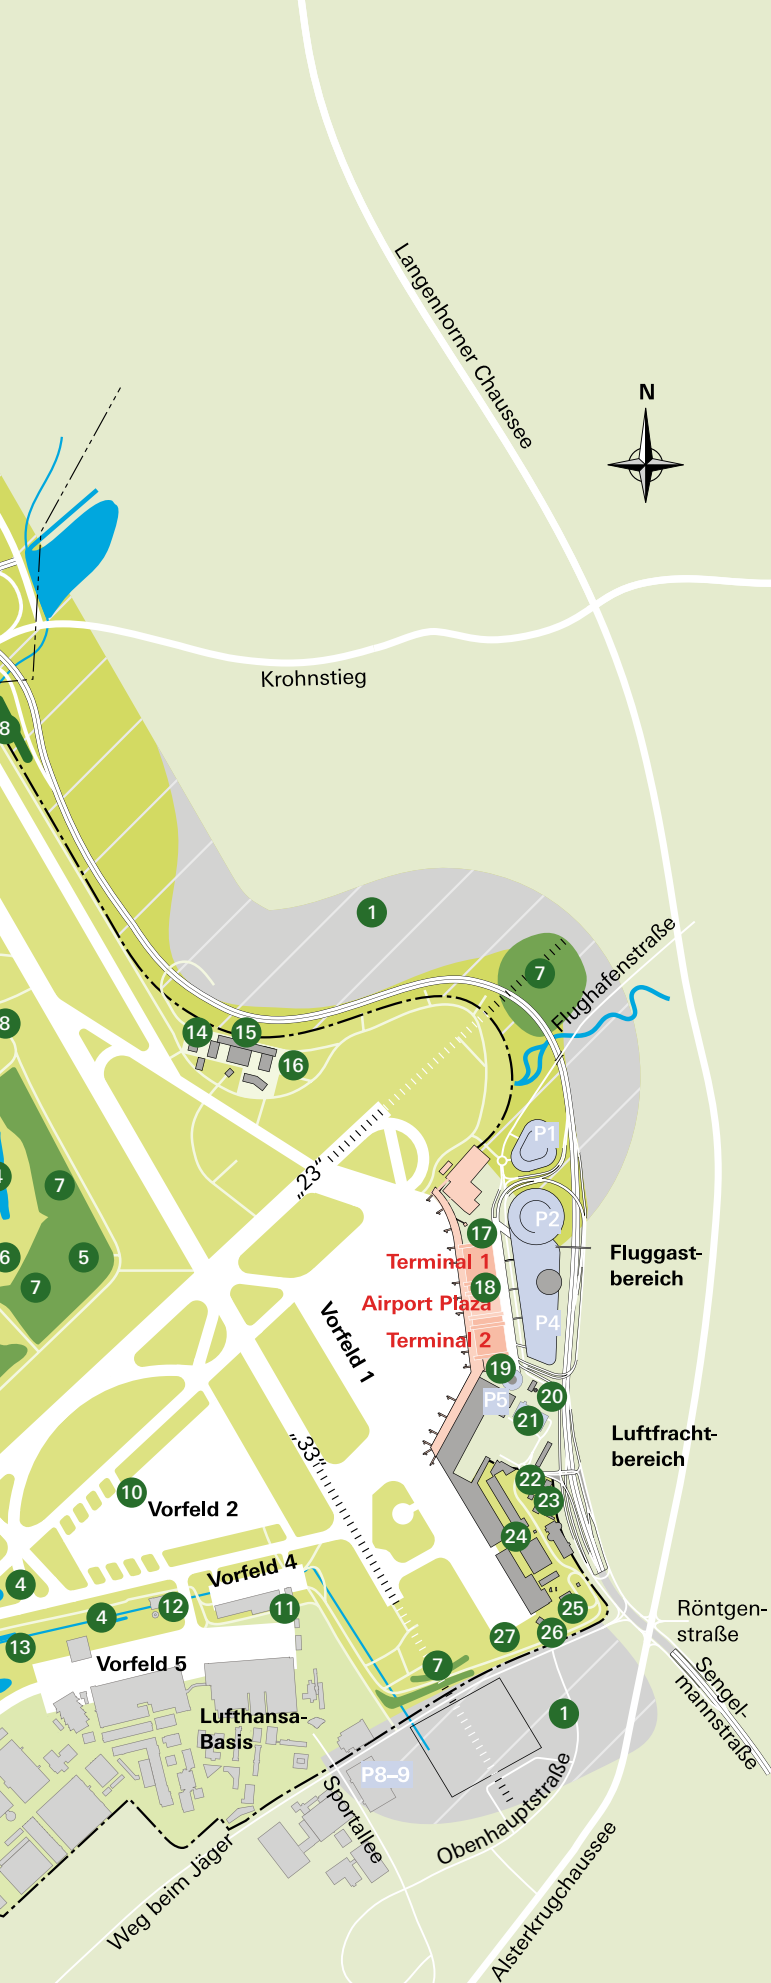 Langenhorner Chaussee
N
Krohnstieg
8
1
7
Flughafenstraße
8
14
15
16
P1
„23“
7
P2
17
6
5
Terminal 1
Fluggast-
bereich
7
18
Airport Plaza
P4
Vorfeld 1
Terminal 2
19
20
P5
21
Luftfracht-
bereich
„33“
22
10
23
Vorfeld 2
24
Vorfeld 4
4
12
11
25
Röntgen-
straße
4
26
13
27
Vorfeld 5
7
Sengel-
mannstraße
Lufthansa-
Basis
1
P8–9
Sportallee
Obenhauptstraße
Weg beim Jäger
Alsterkrugchaussee